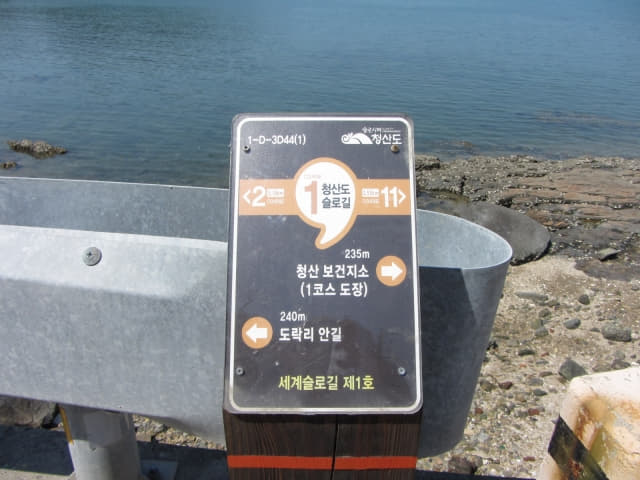 1-D-3D44(1)
청산도
<2
1
청산도
슬로길
11>
235m
청산 보건지소
(1코스 도장)
240m
도락리 안길
세계슬로길 제1호